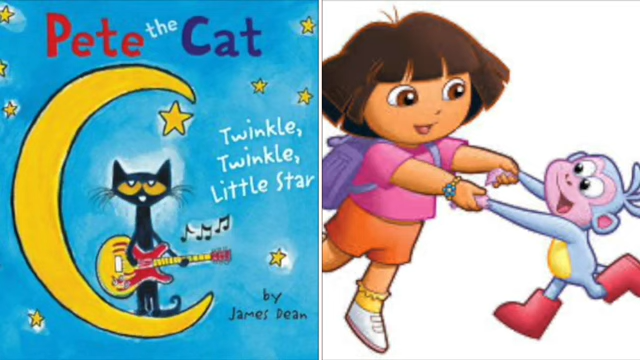 Pete the Cat
Twinkle,
Twinkle,
Little Star
by
James Dean